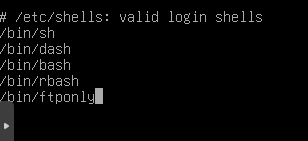 # /etc/shells: valid login shells
/bin/sh
/bin/dash
/bin/bash
/bin/rbash
/bin/ftponly